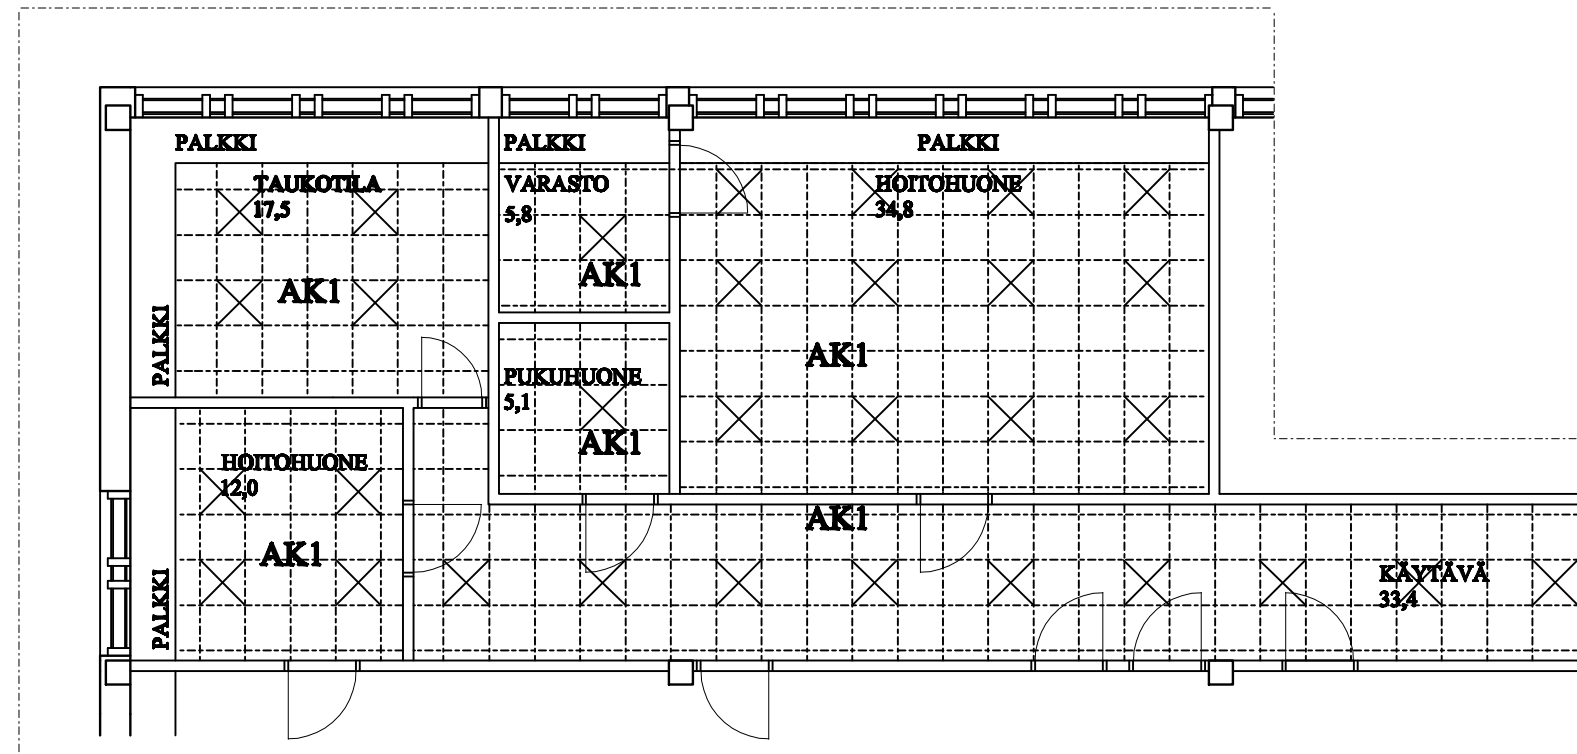 PALKKI
PALKKI
PALKKI
TAUKOTILA
17,5
VARASTO
5,8
HOITOHUONE
34,8
AK1
AK1
PALKKI
AK1
PUKUHUONE
5,1
AK1
HOITOHUONE
12,0
AK1
AK1
PALKKI
KÄYTÄVÄ
33,4